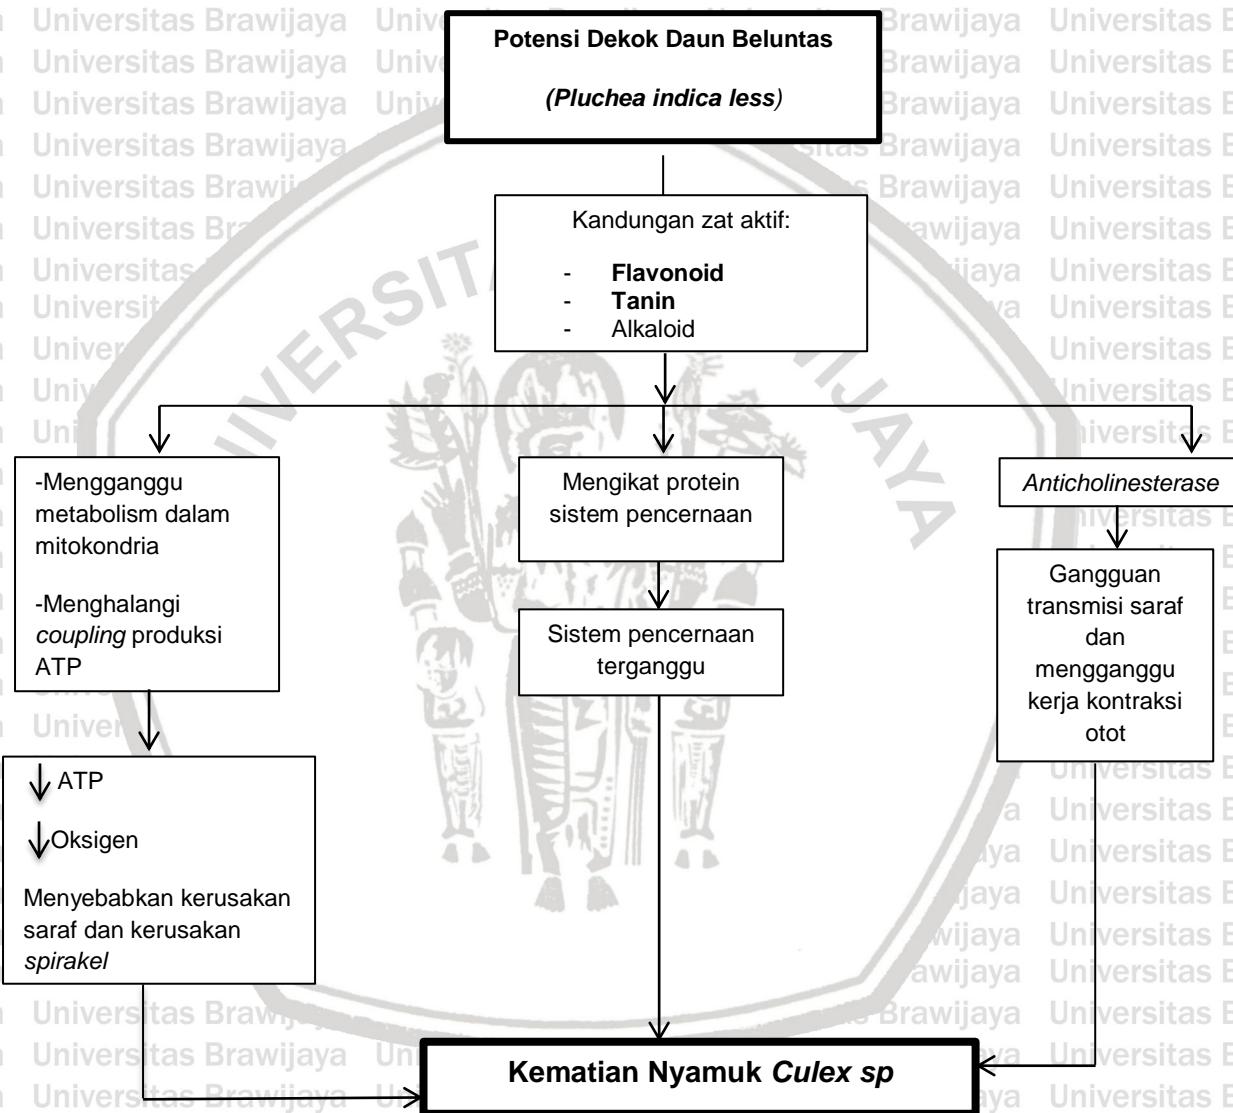 Potensi Dekok Daun Beluntas
(Pluchea indica less)
Kandungan zat aktif:
- Flavonoid
- Tanin
- Alkaloid
-Mengganggu
metabolism dalam
mitokondria
-Menghalangi
coupling produksi
ATP
Mengikat protein
sistem pencernaan
Anticholinesterase
Sistem pencernaan
terganggu
Gangguan
transmisi saraf
dan
mengganggu
kerja kontraksi
otot
↓ ATP
↓Oksigen
Menyebabkan kerusakan
saraf dan kerusakan
spirakel
Kematian Nyamuk Culex sp